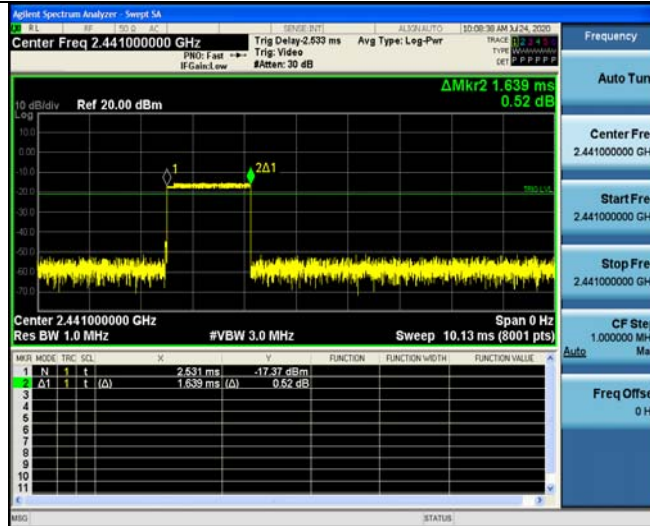 Agilent Spectrum Analyzer - Swept SA
RL RF 50 Ω AC SENSE:INT ALIGN AUTO 10:08:38 AM Jul 24, 2020
Center Freq 2.441000000 GHz
PNO: Fast
IFGain:Low
Trig Delay-2.533 ms
Trig: Video
#Atten: 30 dB
Avg Type: Log-Pwr
TRACE 1 2 3 4 5 6
TYPE
DET P P P P P P
ΔMkr2 1.639 ms
0.52 dB
10 dB/div Ref 20.00 dBm
Log
10.0
0.00
-10.0
-20.0
-30.0
-40.0
-50.0
-60.0
-70.0
1
2Δ1
TRIG LVL
Center 2.441000000 GHz Span 0 Hz
Res BW 1.0 MHz #VBW 3.0 MHz Sweep 10.13 ms (8001 pts)
MKR MODE TRC SCL X Y FUNCTION FUNCTION WIDTH FUNCTION VALUE
1 N 1 t 2.531 ms -17.37 dBm
2 Δ1 1 t (Δ) 1.639 ms (Δ) 0.52 dB
3
4
5
6
7
8
9
10
11
MSG STATUS
Frequency
Auto Tun
Center Fre
2.441000000 GH
Start Fre
2.441000000 GH
Stop Fre
2.441000000 GH
CF Ste
1.000000 MH
Auto Ma
Freq Offse
0 H